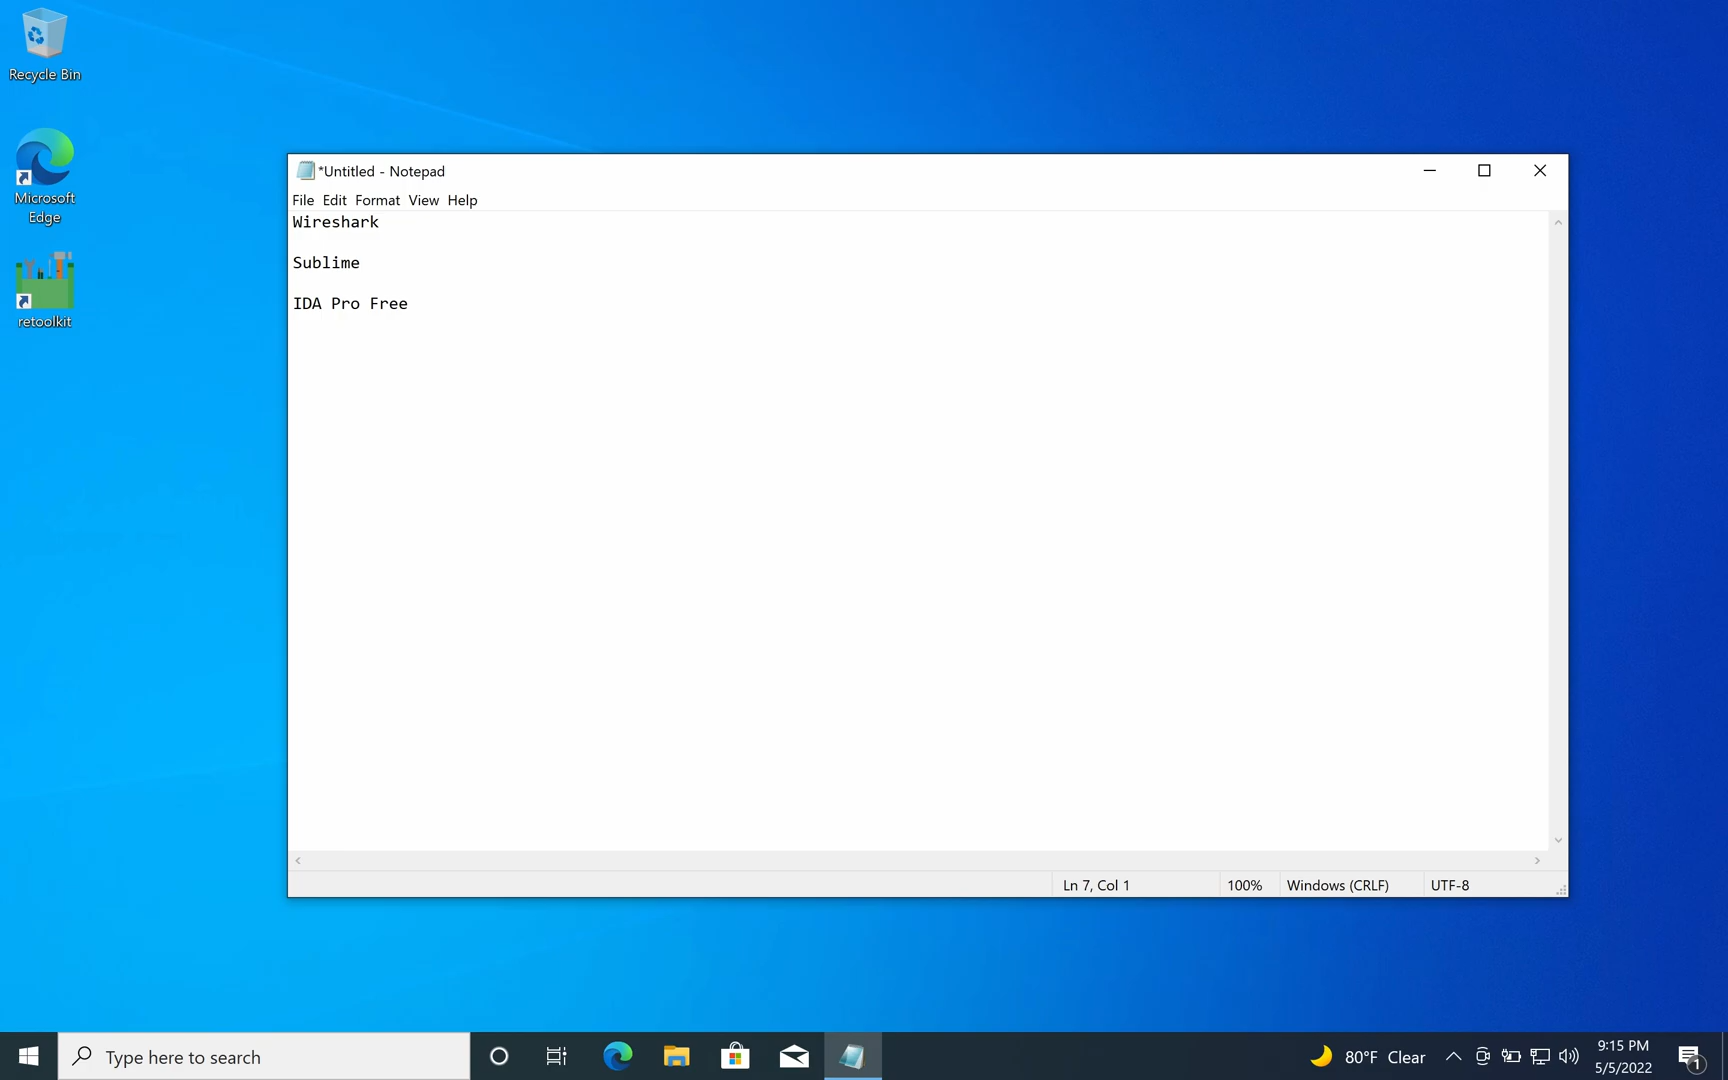 Recycle Bin
Microsoft
Edge
retoolkit
*Untitled - Notepad
File Edit Format View Help
Wireshark
Sublime
IDA Pro Free
Ln 7, Col 1
100%
Windows (CRLF)
UTF-8
Type here to search
80°F Clear
9:15 PM
5/5/2022
1